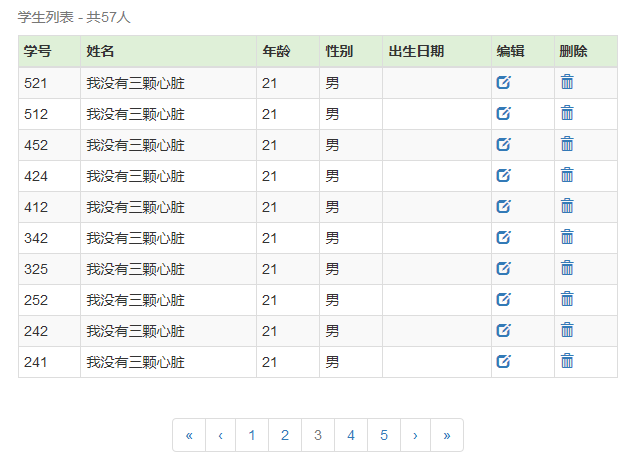 学生列表 - 共57人
学号 姓名 年龄 性别 出生日期 编辑 删除
521 我没有三颗心脏 21 男
512 我没有三颗心脏 21 男
452 我没有三颗心脏 21 男
424 我没有三颗心脏 21 男
412 我没有三颗心脏 21 男
342 我没有三颗心脏 21 男
325 我没有三颗心脏 21 男
252 我没有三颗心脏 21 男
242 我没有三颗心脏 21 男
241 我没有三颗心脏 21 男
« ‹ 1 2 3 4 5 › »